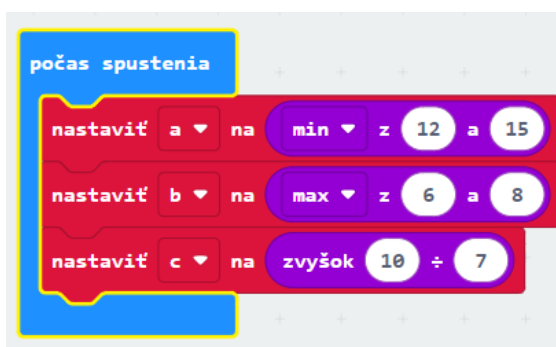 počas spustenia
nastaviť a na min z 12 a 15
nastaviť b na max z 6 a 8
nastaviť c na zvyšok 10 ÷ 7